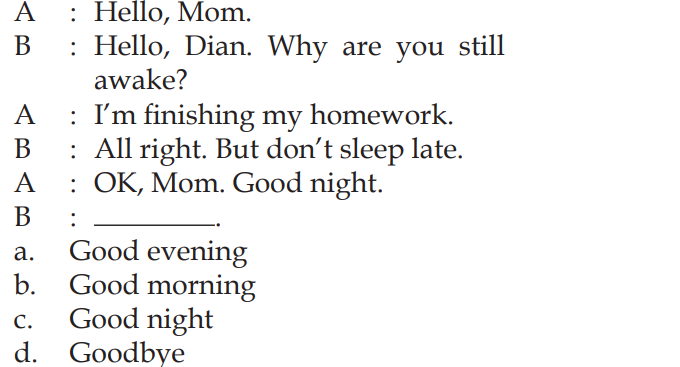 A : Hello, Mom.
B : Hello, Dian. Why are you still
awake?
A : I’m finishing my homework.
B : All right. But don’t sleep late.
A : OK, Mom. Good night.
B : _________.
a. Good evening
b. Good morning
c. Good night
d. Goodbye